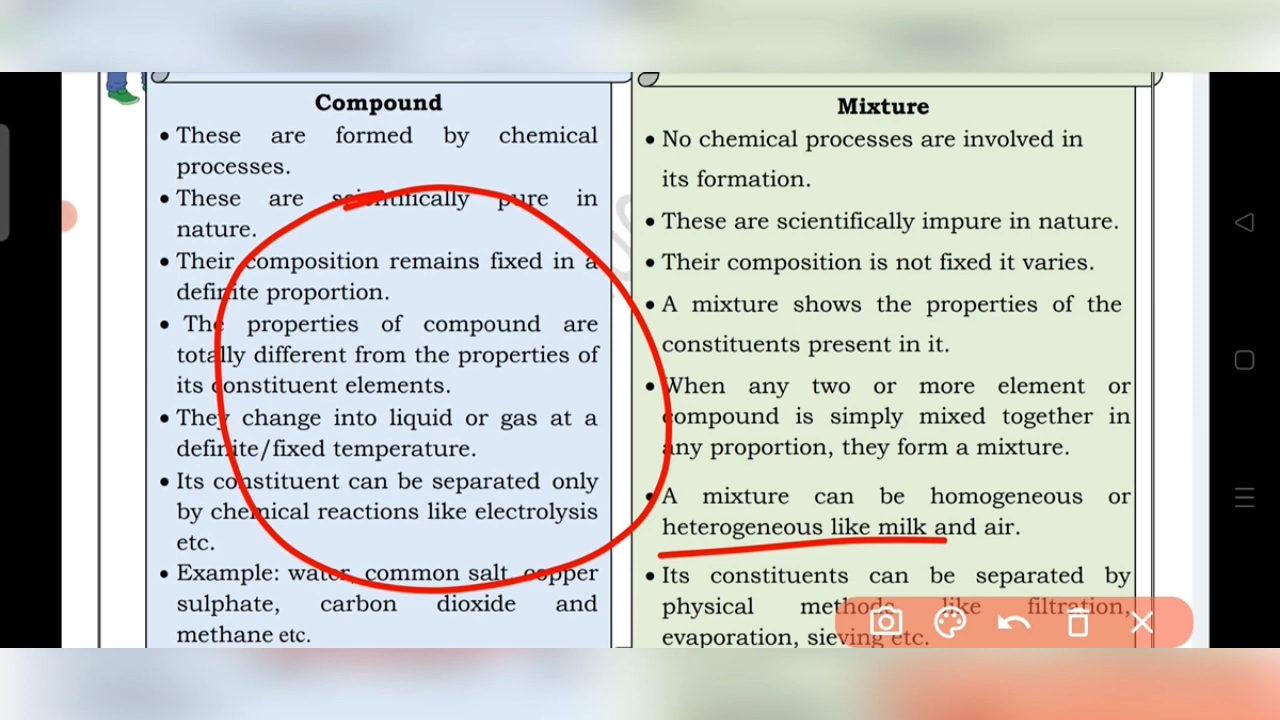 Compound
• These are formed by chemical
processes.
• These are scientifically pure in
nature.
• Their composition remains fixed in a
definite proportion.
• The properties of compound are
totally different from the properties of
its constituent elements.
• They change into liquid or gas at a
definite/fixed temperature.
• Its constituent can be separated only
by chemical reactions like electrolysis
etc.
• Example: water, common salt, copper
sulphate, carbon dioxide and
methane etc.
Mixture
• No chemical processes are involved in
its formation.
• These are scientifically impure in nature.
• Their composition is not fixed it varies.
• A mixture shows the properties of the
constituents present in it.
• When any two or more element or
compound is simply mixed together in
any proportion, they form a mixture.
• A mixture can be homogeneous or
heterogeneous like milk and air.
• Its constituents can be separated by
physical methods like filtration,
evaporation, sieving etc.